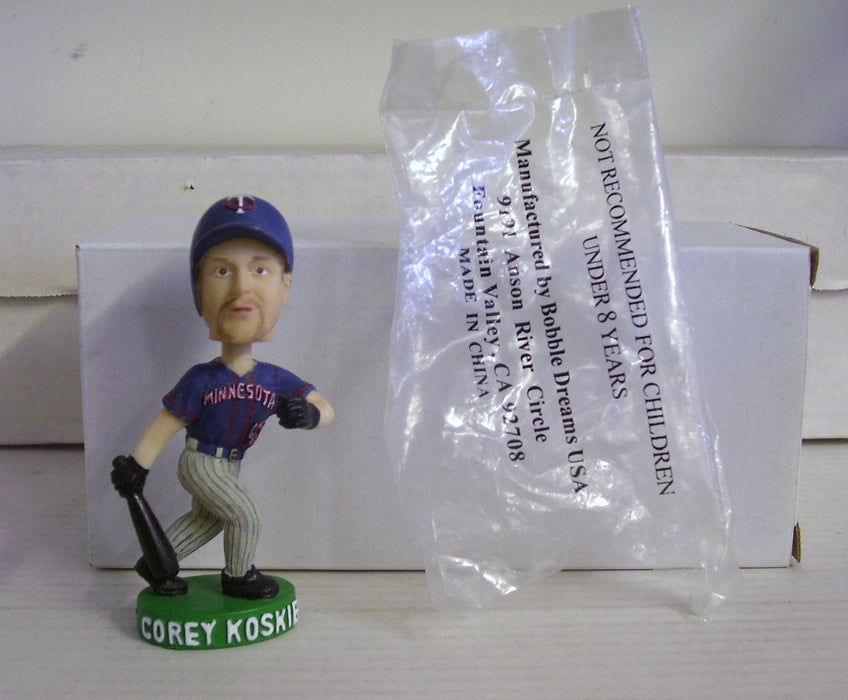 MINNESOTA
COREY KOSKIE
NOT RECOMMENDED FOR CHILDREN
UNDER 8 YEARS
Manufactured by Bobble Dreams USA
Anson River Circle
Fountain Valley, CA 92708
MADE IN CHINA